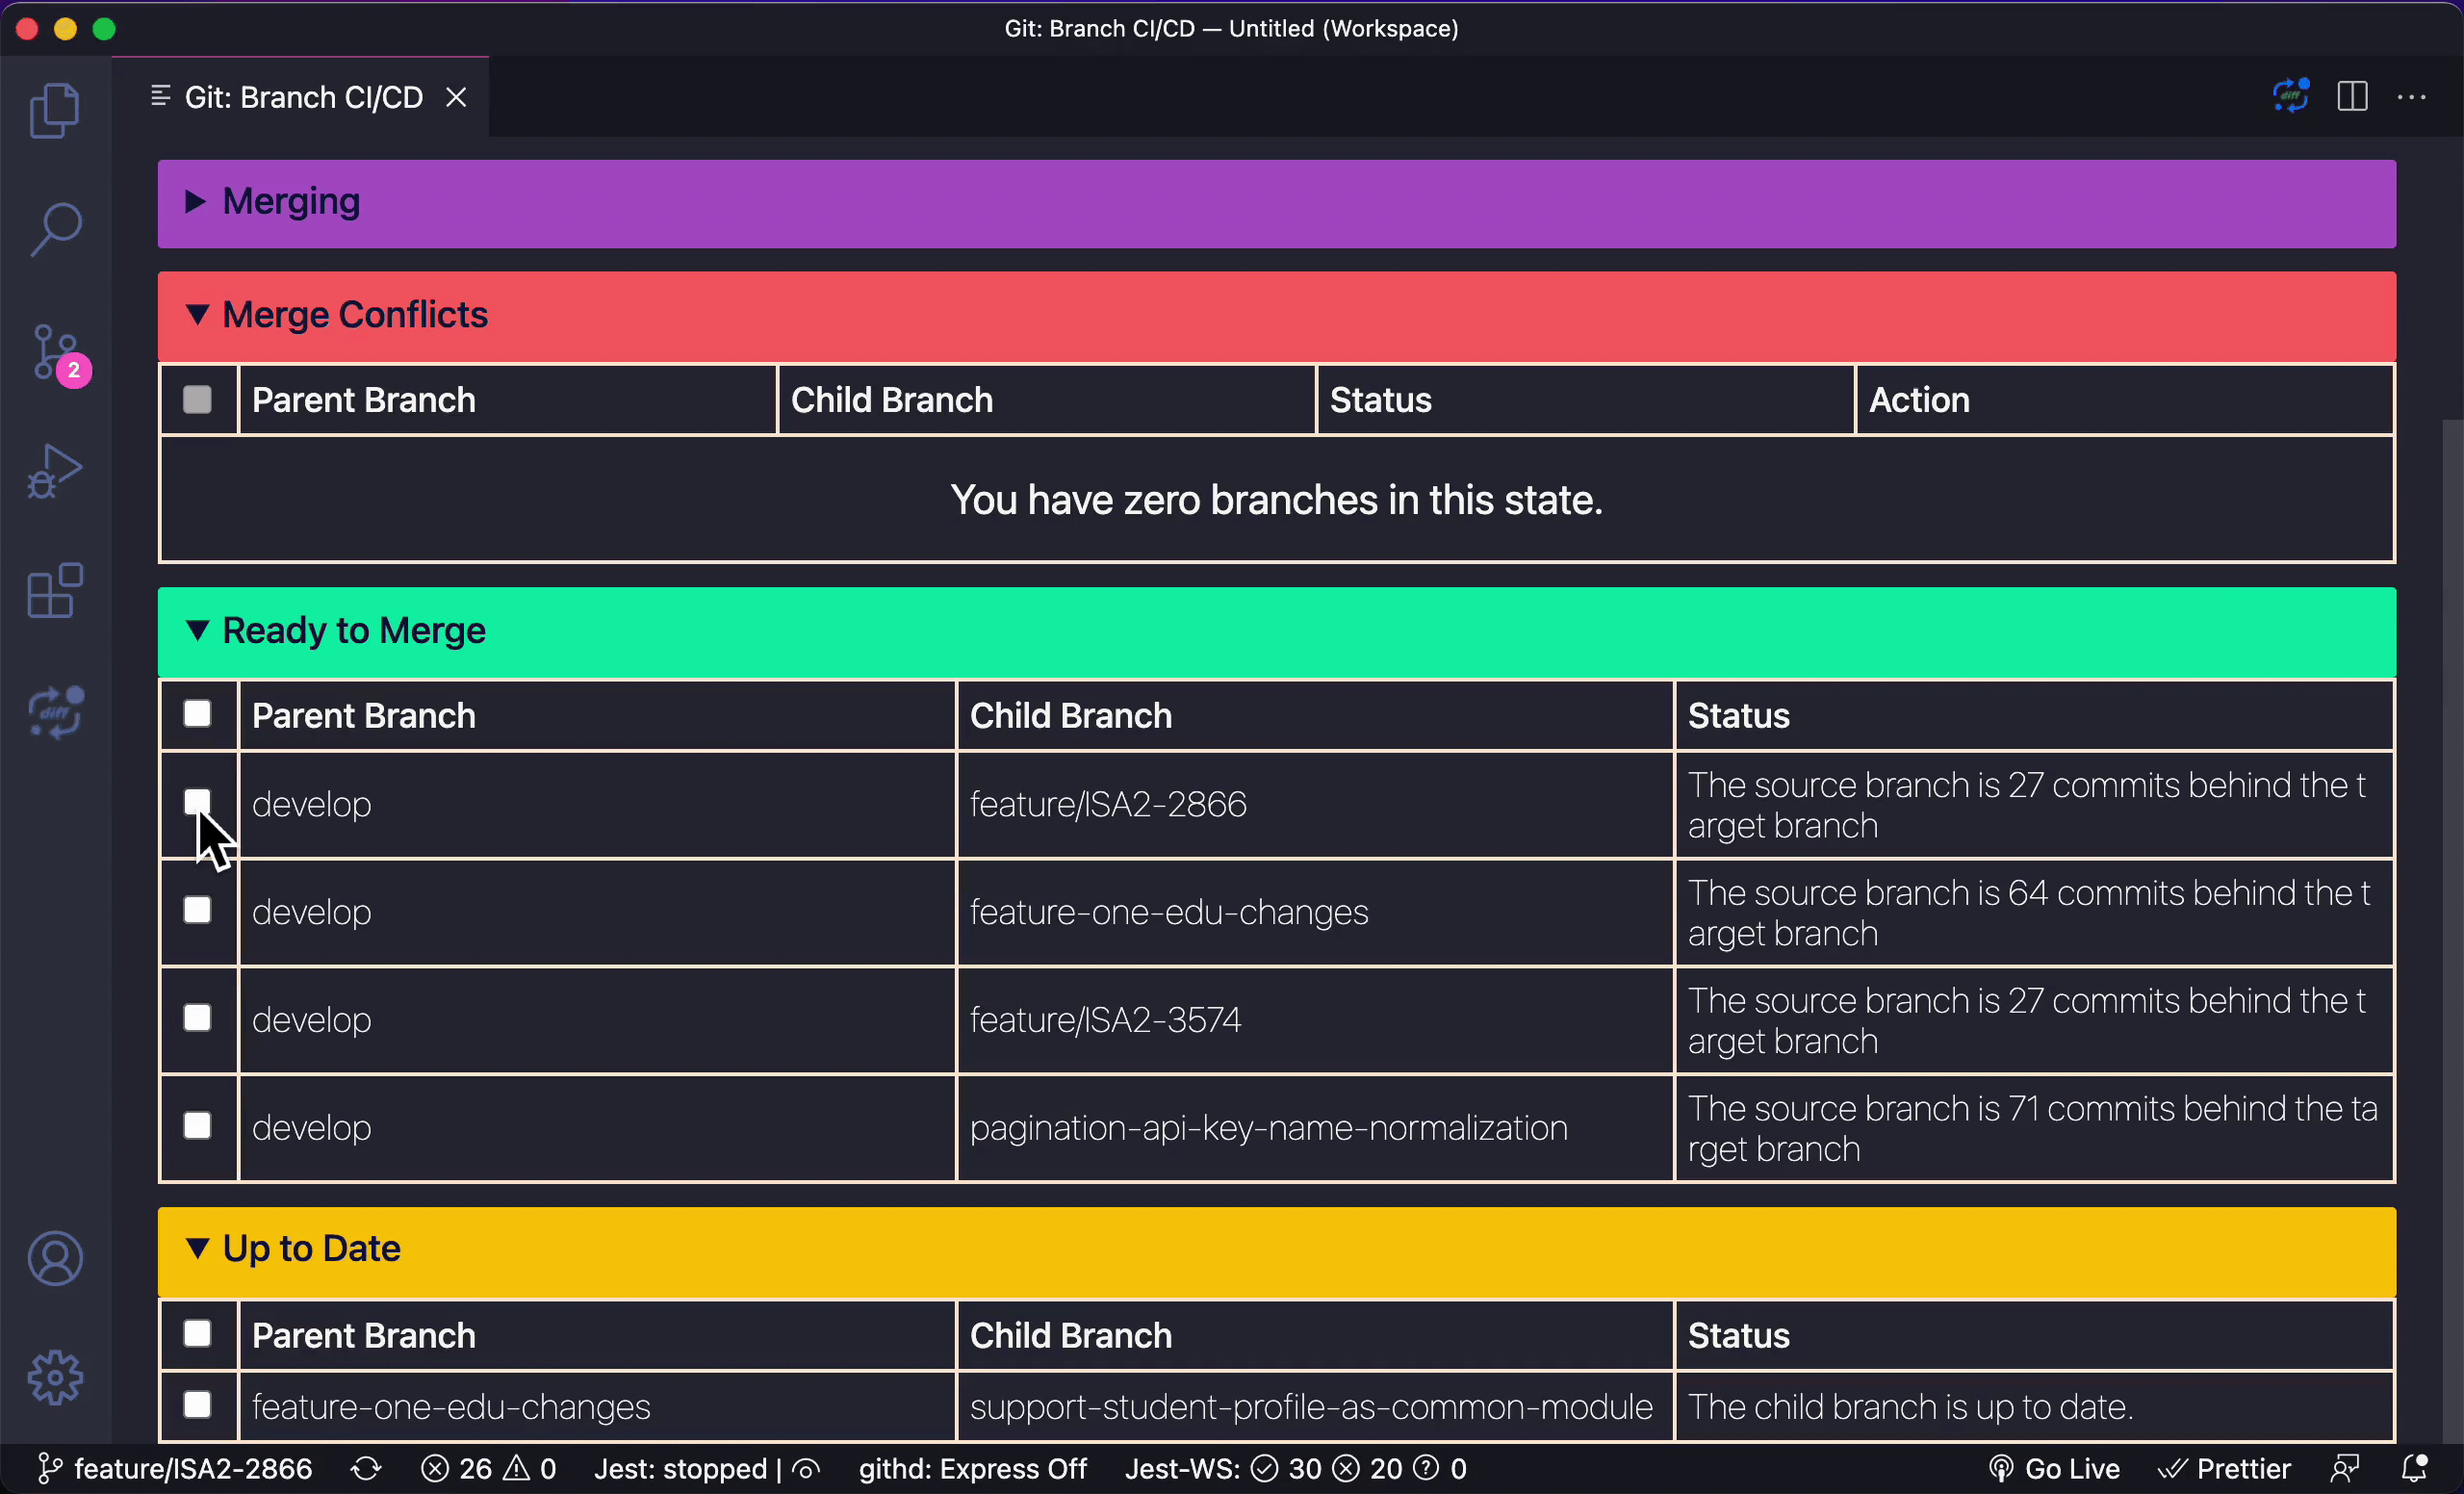 Git: Branch CI/CD — Untitled (Workspace)
Git: Branch CI/CD
diff
Merging
Merge Conflicts
2
Parent Branch Child Branch Status Action
You have zero branches in this state.
Ready to Merge
diff
Parent Branch Child Branch Status
develop feature/ISA2-2866 The source branch is 27 commits behind the t
arget branch
develop feature-one-edu-changes The source branch is 64 commits behind the t
arget branch
develop feature/ISA2-3574 The source branch is 27 commits behind the t
arget branch
develop pagination-api-key-name-normalization The source branch is 71 commits behind the ta
rget branch
Up to Date
Parent Branch Child Branch Status
feature-one-edu-changes support-student-profile-as-common-module The child branch is up to date.
feature/ISA2-2866 26 0 Jest: stopped | githd: Express Off Jest-WS: 30 20 0 Go Live Prettier